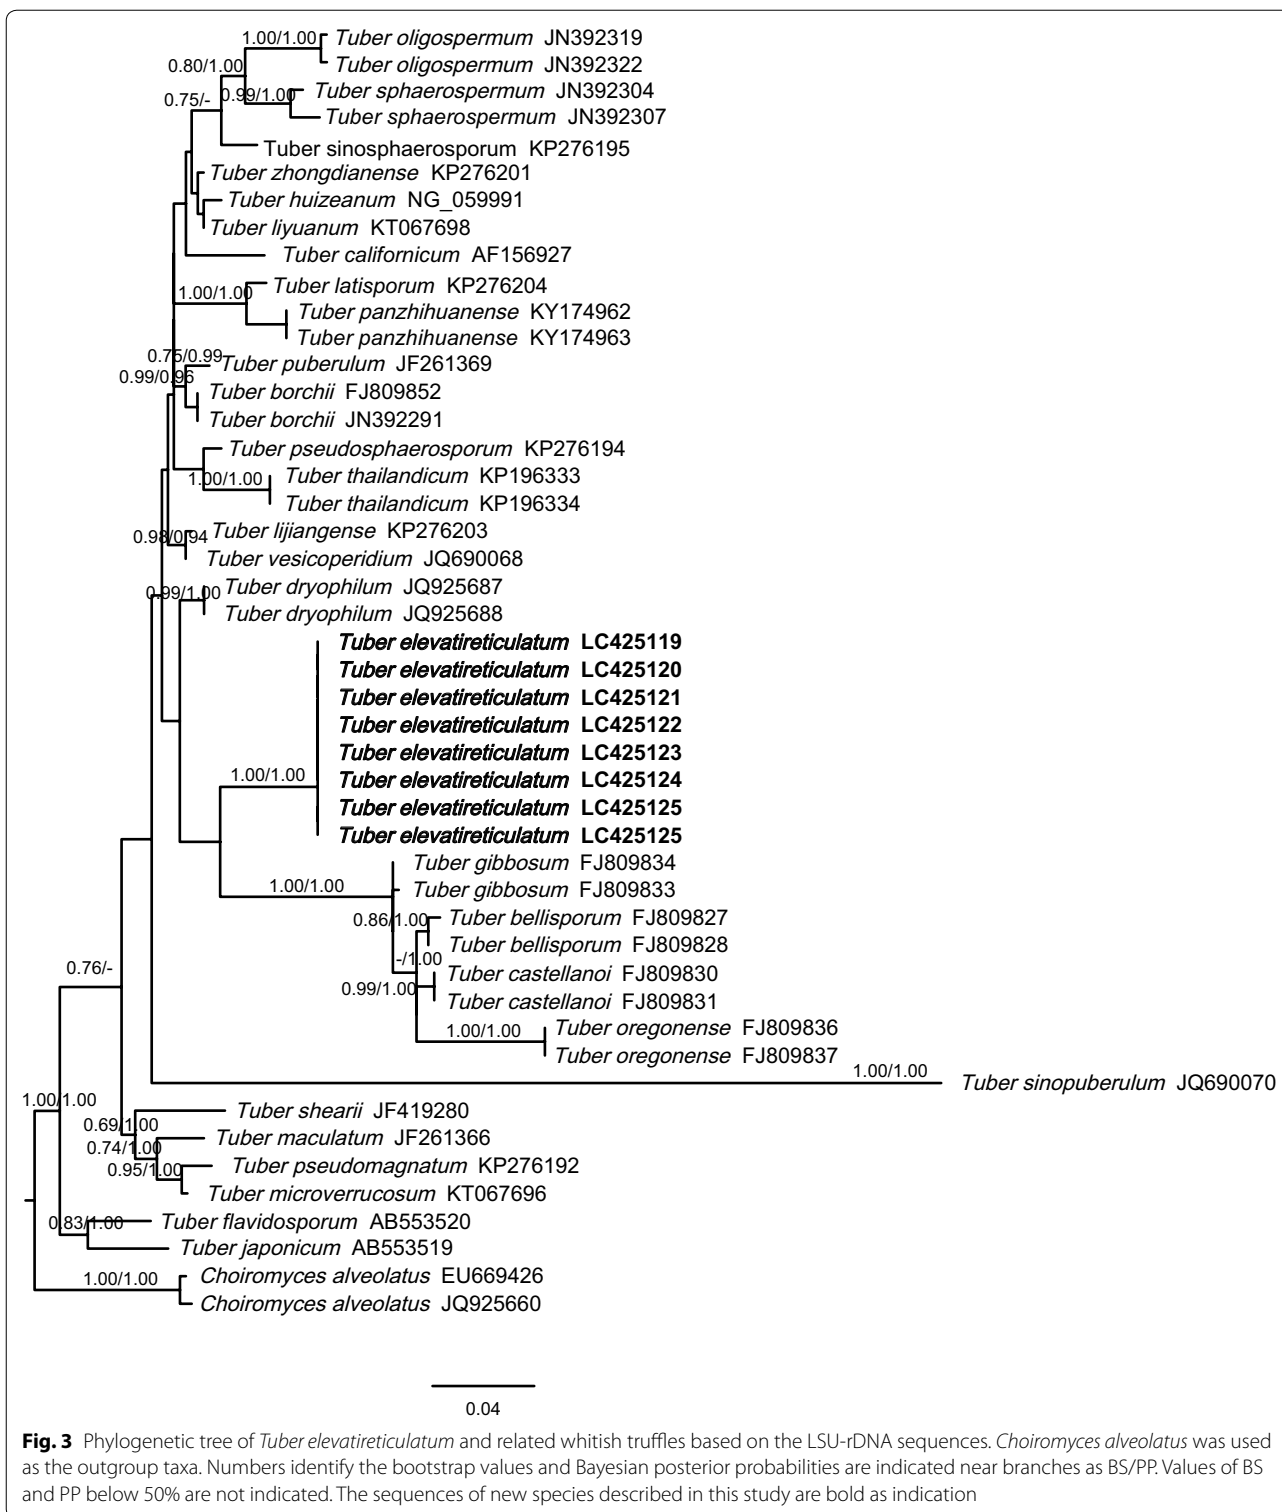 1.00/1.00 Tuber oligospermum JN392319
0.80/1.00 Tuber oligospermum JN392322
0.75/- 0.99/1.00 Tuber sphaerospermum JN392304
Tuber sphaerospermum JN392307
Tuber sinosphaerosporum KP276195
Tuber zhongdianense KP276201
Tuber huizeanum NG_059991
Tuber liyuanum KT067698
Tuber californicum AF156927
Tuber latisporum KP276204
1.00/1.00
Tuber panzhihuanense KY174962
Tuber panzhihuanense KY174963
0.75/0.99 Tuber puberulum JF261369
0.99/0.96
Tuber borchii FJ809852
Tuber borchii JN392291
Tuber pseudosphaerosporum KP276194
1.00/1.00 Tuber thailandicum KP196333
Tuber thailandicum KP196334
0.98/0.94 Tuber lijiangense KP276203
Tuber vesicoperidium JQ690068
0.99/1.00 Tuber dryophilum JQ925687
Tuber dryophilum JQ925688
Tuber elevatireticulatum LC425119
Tuber elevatireticulatum LC425120
Tuber elevatireticulatum LC425121
Tuber elevatireticulatum LC425122
Tuber elevatireticulatum LC425123
1.00/1.00 Tuber elevatireticulatum LC425124
Tuber elevatireticulatum LC425125
Tuber elevatireticulatum LC425125
Tuber gibbosum FJ809834
1.00/1.00 Tuber gibbosum FJ809833
0.86/1.00 Tuber bellisporum FJ809827
Tuber bellisporum FJ809828
-/1.00
0.76/- Tuber castellanoi FJ809830
0.99/1.00 Tuber castellanoi FJ809831
1.00/1.00 Tuber oregonense FJ809836
Tuber oregonense FJ809837
1.00/1.00 Tuber sinopuberulum JQ690070
1.00/1.00
0.69/1.00 Tuber shearii JF419280
0.74/1.00 Tuber maculatum JF261366
0.95/1.00 Tuber pseudomagnatum KP276192
Tuber microverrucosum KT067696
0.83/1.00 Tuber flavidosporum AB553520
Tuber japonicum AB553519
1.00/1.00 Choiromyces alveolatus EU669426
Choiromyces alveolatus JQ925660
0.04
Fig. 3 Phylogenetic tree of Tuber elevatireticulatum and related whitish truffles based on the LSU-rDNA sequences. Choiromyces alveolatus was used
as the outgroup taxa. Numbers identify the bootstrap values and Bayesian posterior probabilities are indicated near branches as BS/PP. Values of BS
and PP below 50% are not indicated. The sequences of new species described in this study are bold as indication